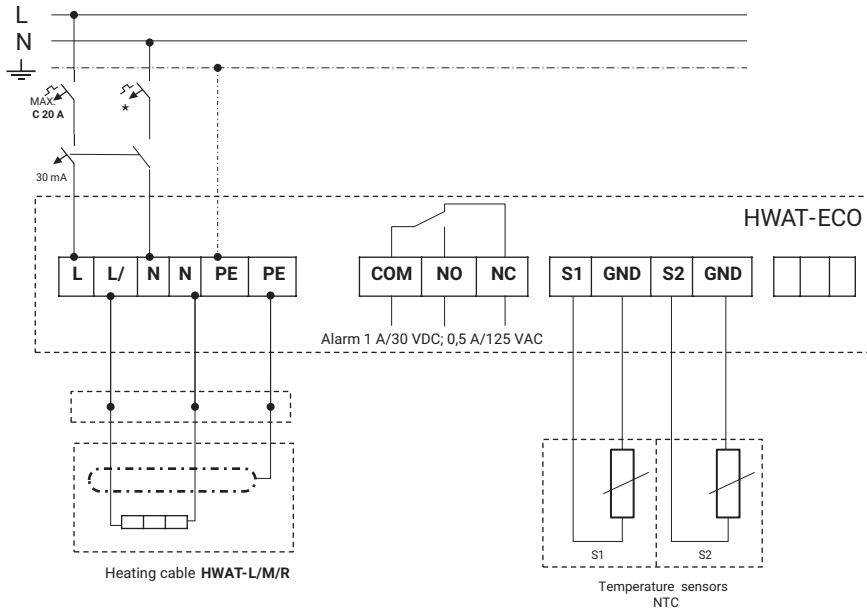 L
N
MAX.
C 20 A
*
30 mA
HWAT-ECO
L L/ N N PE PE
COM NO NC
S1 GND S2 GND
Alarm 1 A/30 VDC; 0,5 A/125 VAC
S1 S2
Heating cable HWAT-L/M/R
Temperature sensors
NTC